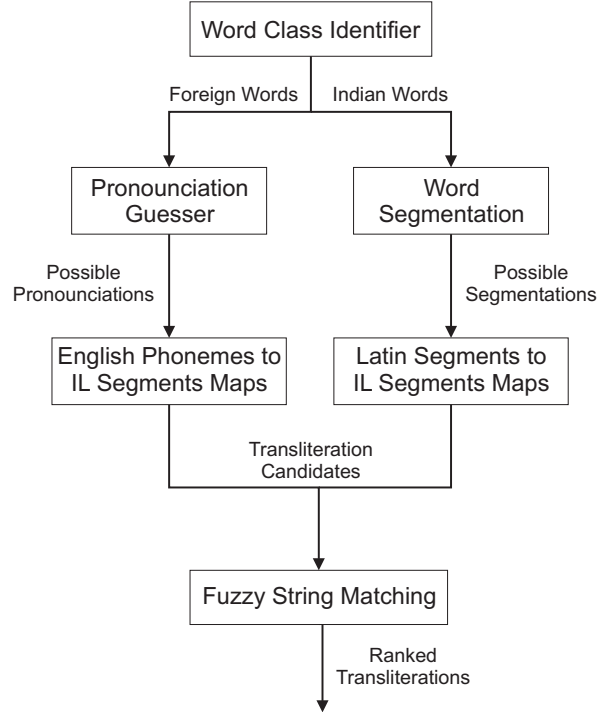 Word Class Identifier
Foreign Words
Indian Words
Pronounciation
Guesser
Word
Segmentation
Possible
Pronounciations
Possible
Segmentations
English Phonemes to
IL Segments Maps
Latin Segments to
IL Segments Maps
Transliteration
Candidates
Fuzzy String Matching
Ranked
Transliterations